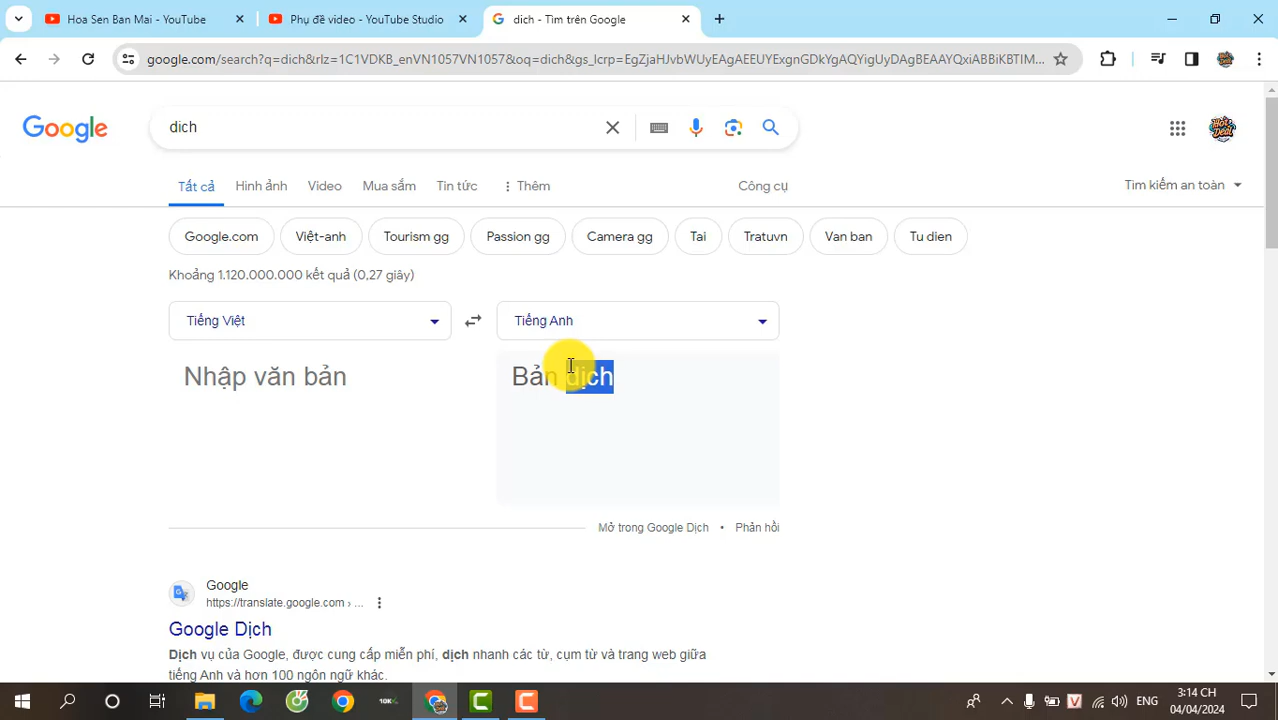 Hoa Sen Ban Mai - YouTube
Phụ đề video - YouTube Studio
dich - Tìm trên Google
google.com/search?q=dich&rlz=1C1VDKB_enVN1057VN1057&oq=dich&gs_lcrp=EgZjaHJvbWUyEAgAEEUYExgnGDkYgAQYigUyDAgBEAAYQxiABBiKBTIM...
Google
dich
Tất cả
Hình ảnh
Video
Mua sắm
Tin tức
Thêm
Công cụ
Tìm kiếm an toàn
Google.com
Việt-anh
Tourism gg
Passion gg
Camera gg
Tai
Tratuvn
Van ban
Tu dien
Khoảng 1.120.000.000 kết quả (0,27 giây)
Tiếng Việt
Tiếng Anh
Nhập văn bản
Bản dịch
Mở trong Google Dịch • Phản hồi
Google
https://translate.google.com › ...
Google Dịch
Dịch vụ của Google, được cung cấp miễn phí, dịch nhanh các từ, cụm từ và trang web giữa
tiếng Anh và hơn 100 ngôn ngữ khác.
10K
ENG
3:14 CH
04/04/2024